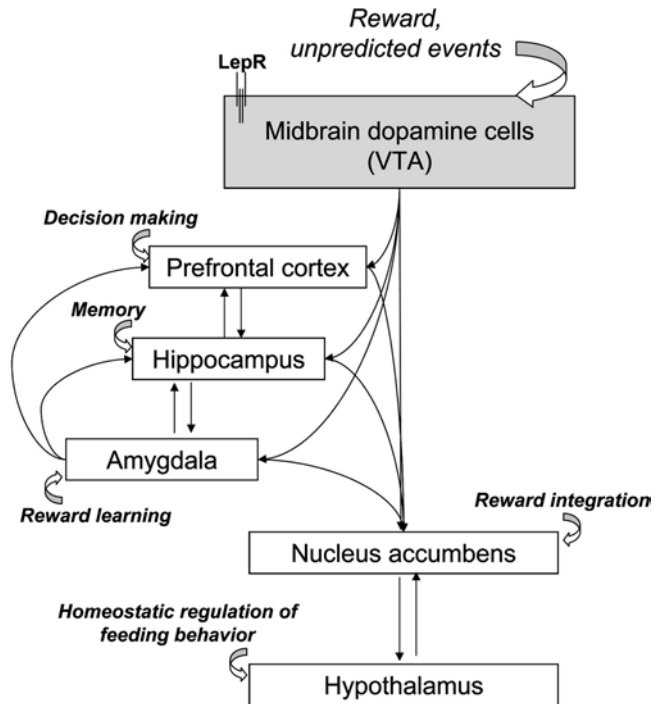 Reward,
unpredicted events
LepR
Midbrain dopamine cells
(VTA)
Decision making
Prefrontal cortex
Memory
Hippocampus
Amygdala
Reward learning
Reward integration
Nucleus accumbens
Homeostatic regulation of
feeding behavior
Hypothalamus